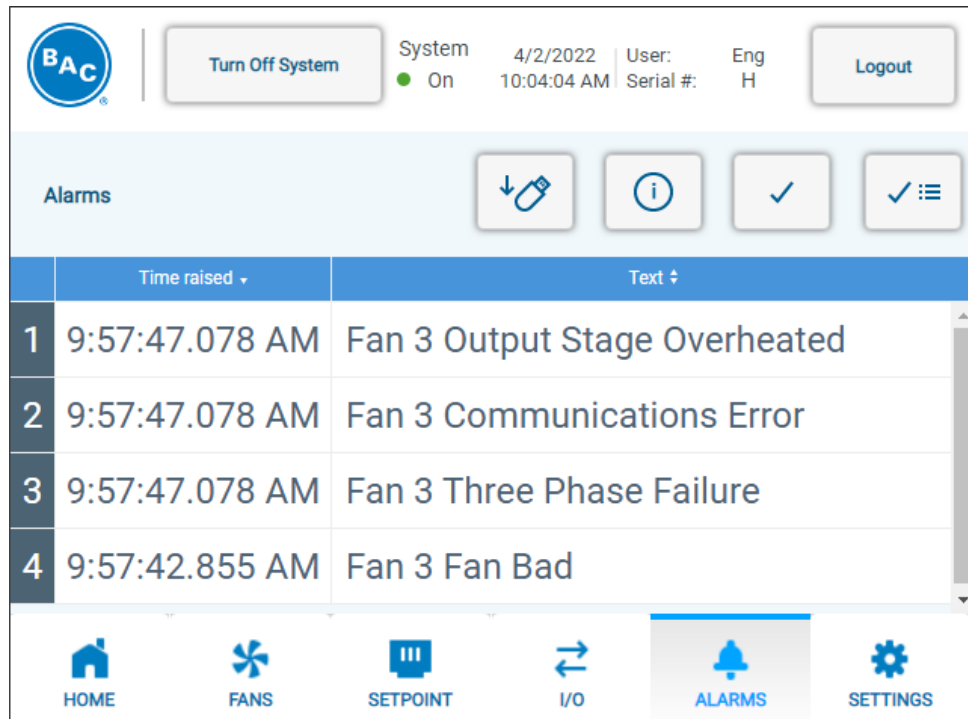 BAC
®
Turn Off System
System
On
4/2/2022
10:04:04 AM
User: Eng
Serial #: H
Logout
Alarms
Time raised Text
1 9:57:47.078 AM Fan 3 Output Stage Overheated
2 9:57:47.078 AM Fan 3 Communications Error
3 9:57:47.078 AM Fan 3 Three Phase Failure
4 9:57:42.855 AM Fan 3 Fan Bad
HOME FANS SETPOINT I/O ALARMS SETTINGS